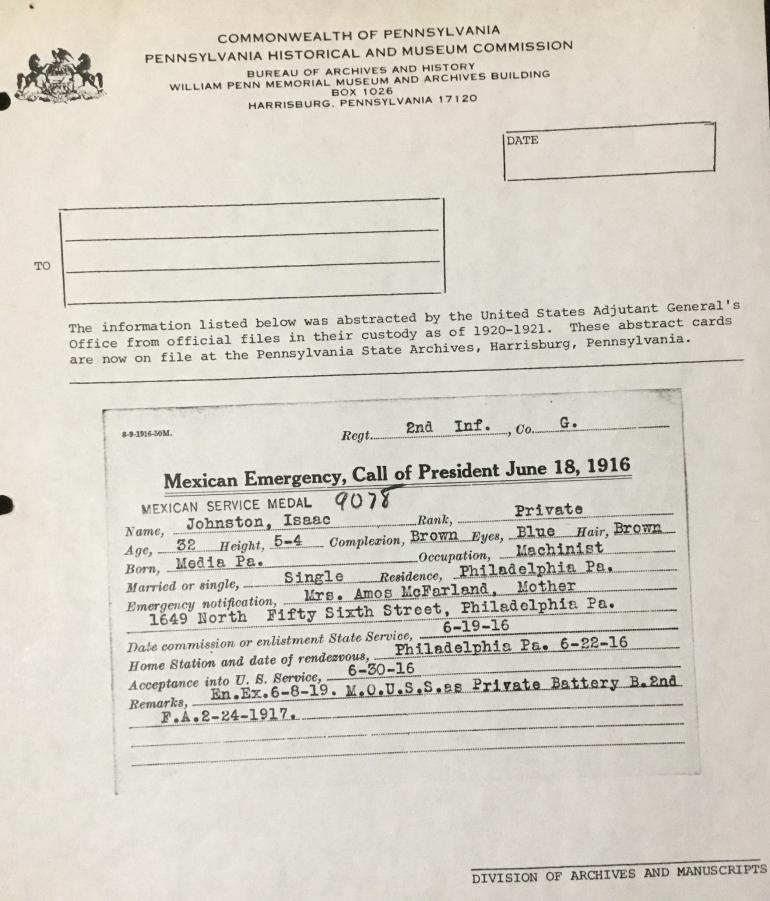 COMMONWEALTH OF PENNSYLVANIA
PENNSYLVANIA HISTORICAL AND MUSEUM COMMISSION
BUREAU OF ARCHIVES AND HISTORY
WILLIAM PENN MEMORIAL MUSEUM AND ARCHIVES BUILDING
BOX 1026
HARRISBURG, PENNSYLVANIA 17120
DATE
TO
The information listed below was abstracted by the United States Adjutant General's
Office from official files in their custody as of 1920-1921. These abstract cards
are now on file at the Pennsylvania State Archives, Harrisburg, Pennsylvania.
8-9-1916-50M.
Regt. 2nd Inf., Co. G.
Mexican Emergency, Call of President June 18, 1916
MEXICAN SERVICE MEDAL 9078
Name, Johnston, Isaac Rank, Private
Age, 32 Height, 5-4 Complexion, Brown Eyes, Blue Hair, Brown
Born, Media Pa. Occupation, Machinist
Married or single, Single Residence, Philadelphia Pa.
Emergency notification, Mrs. Amos McFarland, Mother
1649 North Fifty Sixth Street, Philadelphia Pa.
Date commission or enlistment State Service, 6-19-16
Home Station and date of rendezvous, Philadelphia Pa. 6-22-16
Acceptance into U. S. Service, 6-30-16
Remarks, En.Ex.6-8-19. M.O.U.S.S.as Private Battery B.2nd
F.A.2-24-1917.
DIVISION OF ARCHIVES AND MANUSCRIPTS